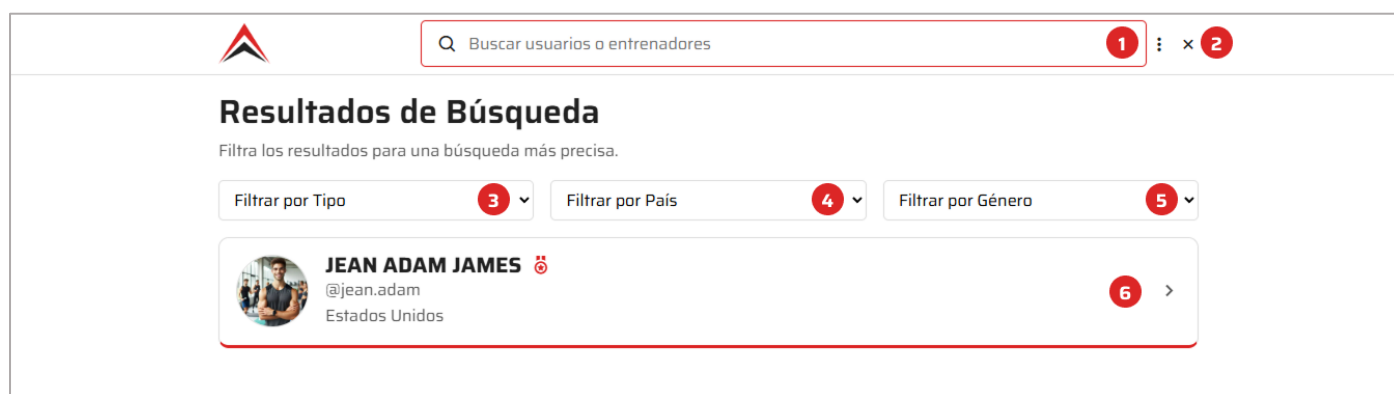 Buscar usuarios o entrenadores 1 2
Resultados de Búsqueda
Filtra los resultados para una búsqueda más precisa.
Filtrar por Tipo 3 Filtrar por País 4 Filtrar por Género 5
JEAN ADAM JAMES
@jean.adam
Estados Unidos
6